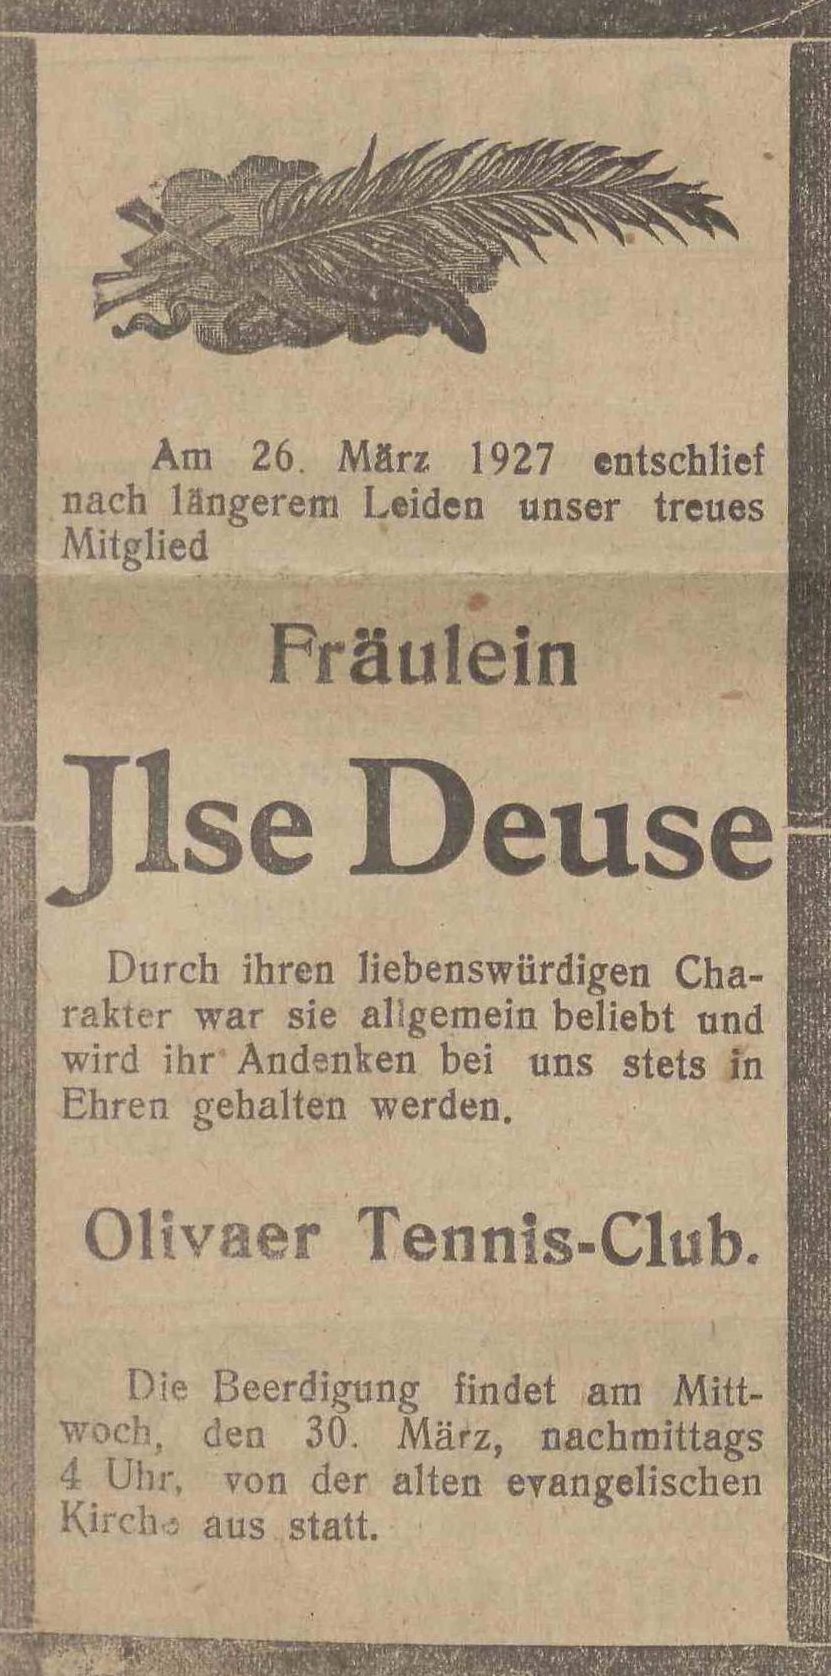 Am 26. März 1927 entschlief
nach längerem Leiden unser treues
Mitglied
Fräulein
Jlse Deuse
Durch ihren liebenswürdigen Cha-
rakter war sie allgemein beliebt und
wird ihr Andenken bei uns stets in
Ehren gehalten werden.
Olivaer Tennis-Club.
Die Beerdigung findet am Mitt-
woch, den 30. März, nachmittags
4 Uhr, von der alten evangelischen
Kirche aus statt.